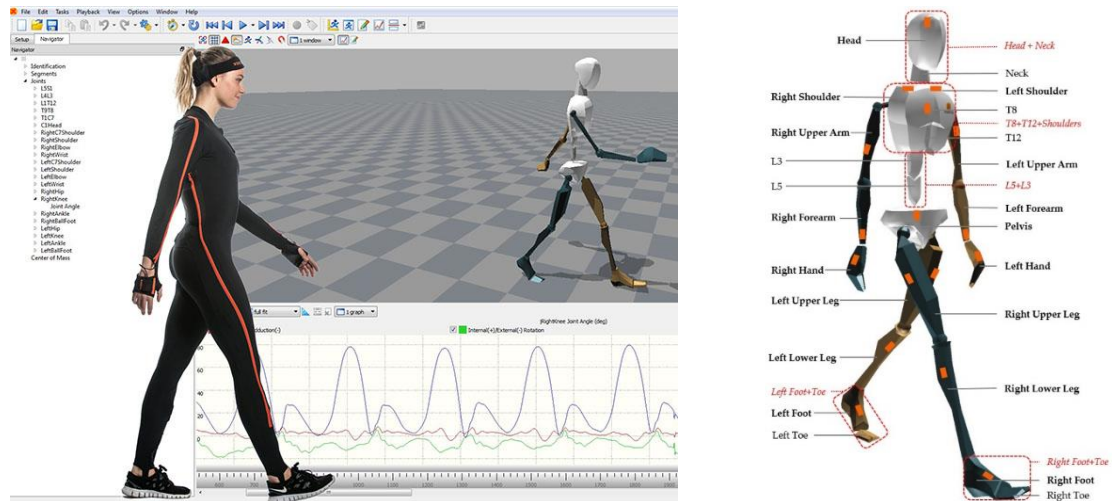 File Edit Tasks Playback View Options Window Help
1 window
Setup Navigator
Navigator
Identification
Segments
Joints
L5S1
L4L3
L1T12
T9T8
T1C7
C1Head
RightC7Shoulder
RightShoulder
RightElbow
RightWrist
LeftC7Shoulder
LeftShoulder
LeftElbow
LeftWrist
RightHip
RightKnee
Joint Angle
RightAnkle
RightBallFoot
LeftHip
LeftKnee
LeftAnkle
LeftBallFoot
Center of Mass
full fit
1 graph
RightKnee Joint Angle (deg)
Internal(+)/External(-) Rotation
80
60
40
20
0
Head
Head + Neck
Neck
Right Shoulder
Left Shoulder
T8
T8+T12+Shoulders
Right Upper Arm
T12
L3
Left Upper Arm
L5
L5+L3
Right Forearm
Left Forearm
Pelvis
Right Hand
Left Hand
Left Upper Leg
Right Upper Leg
Left Lower Leg
Right Lower Leg
Left Foot+Toe
Left Foot
Left Toe
Right Foot+Toe
Right Foot
Right Toe